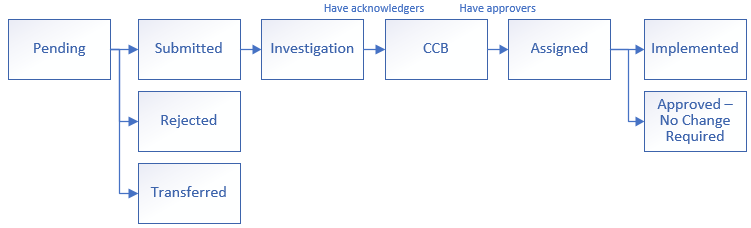 Have acknowledgers
Have approvers
Pending
Submitted
Investigation
CCB
Assigned
Implemented
Rejected
Approved –
No Change
Required
Transferred